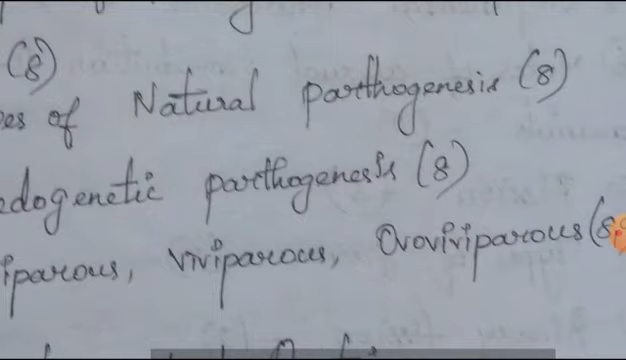 (8)
es of Natural parthogenesis (8)
dogenetic parthogenesis (8)
iparous, viviparous, Ovoviviparous (8,